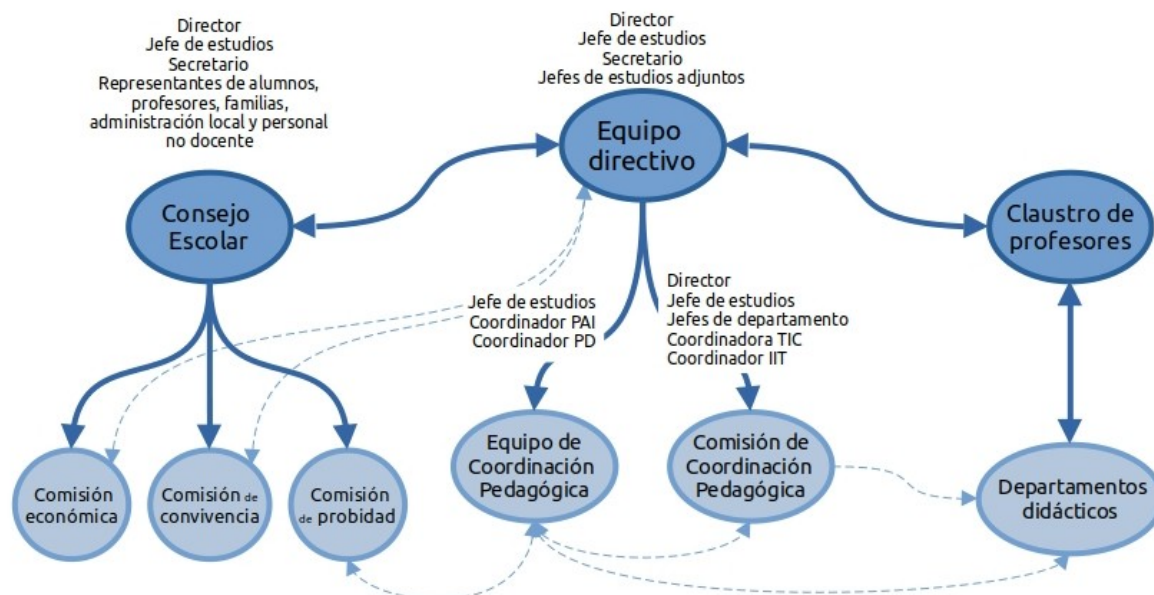 Director
Jefe de estudios
Secretario
Representantes de alumnos,
profesores, familias,
administración local y personal
no docente
Director
Jefe de estudios
Secretario
Jefes de estudios adjuntos
Equipo
directivo
Consejo
Escolar
Claustro de
profesores
Jefe de estudios
Coordinador PAI
Coordinador PD
Director
Jefe de estudios
Jefes de departamento
Coordinadora TIC
Coordinador IIT
Comisión
económica
Comisión de
convivencia
Comisión
de probidad
Equipo de
Coordinación
Pedagógica
Comisión de
Coordinación
Pedagógica
Departamentos
didácticos